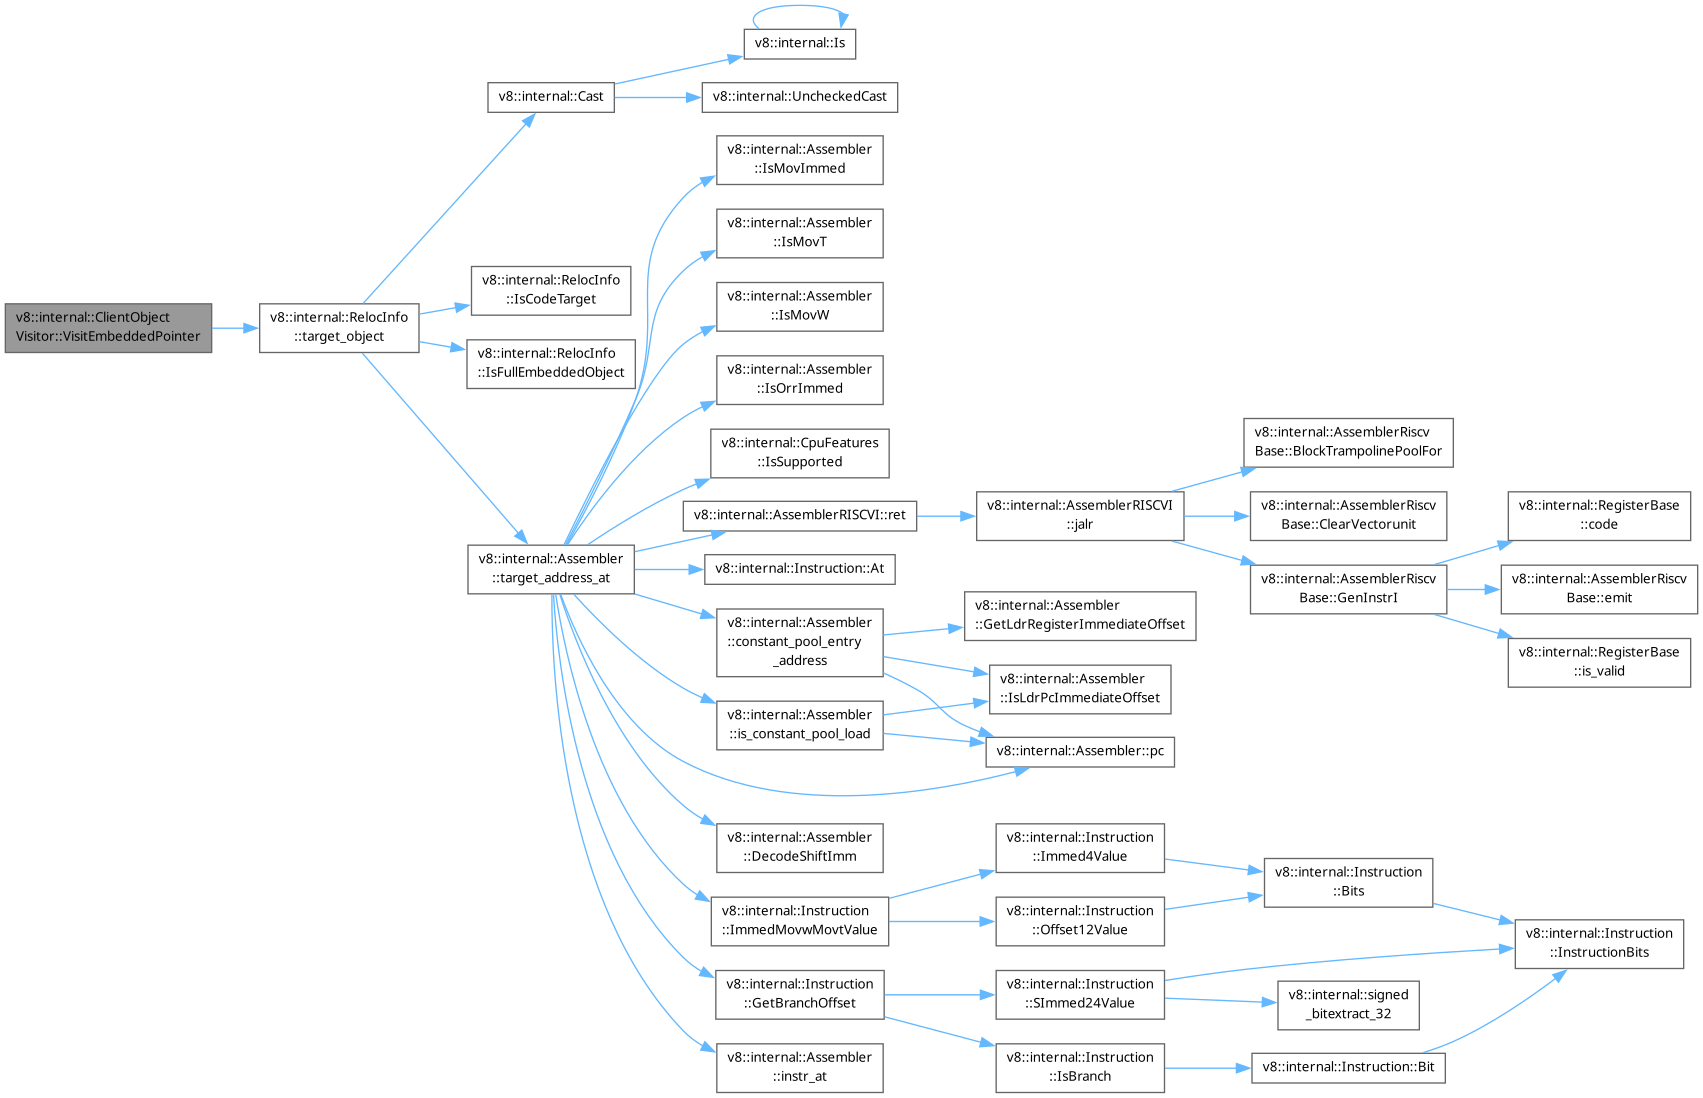 v8::internal::ClientObject
Visitor::VisitEmbeddedPointer
v8::internal::RelocInfo
::target_object
v8::internal::Cast
v8::internal::Is
v8::internal::UncheckedCast
v8::internal::RelocInfo
::IsCodeTarget
v8::internal::RelocInfo
::IsFullEmbeddedObject
v8::internal::Assembler
::target_address_at
v8::internal::Assembler
::IsMovImmed
v8::internal::Assembler
::IsMovT
v8::internal::Assembler
::IsMovW
v8::internal::Assembler
::IsOrrImmed
v8::internal::CpuFeatures
::IsSupported
v8::internal::AssemblerRISCVI::ret
v8::internal::AssemblerRISCVI
::jalr
v8::internal::AssemblerRiscv
Base::BlockTrampolinePoolFor
v8::internal::AssemblerRiscv
Base::ClearVectorunit
v8::internal::AssemblerRiscv
Base::GenInstrI
v8::internal::RegisterBase
::code
v8::internal::AssemblerRiscv
Base::emit
v8::internal::RegisterBase
::is_valid
v8::internal::Instruction::At
v8::internal::Assembler
::constant_pool_entry
_address
v8::internal::Assembler
::GetLdrRegisterImmediateOffset
v8::internal::Assembler
::IsLdrPcImmediateOffset
v8::internal::Assembler::pc
v8::internal::Assembler
::is_constant_pool_load
v8::internal::Assembler
::DecodeShiftImm
v8::internal::Instruction
::ImmedMovwMovtValue
v8::internal::Instruction
::Immed4Value
v8::internal::Instruction
::Offset12Value
v8::internal::Instruction
::Bits
v8::internal::Instruction
::InstructionBits
v8::internal::Instruction
::GetBranchOffset
v8::internal::Instruction
::SImmed24Value
v8::internal::signed
_bitextract_32
v8::internal::Instruction
::IsBranch
v8::internal::Instruction::Bit
v8::internal::Assembler
::instr_at